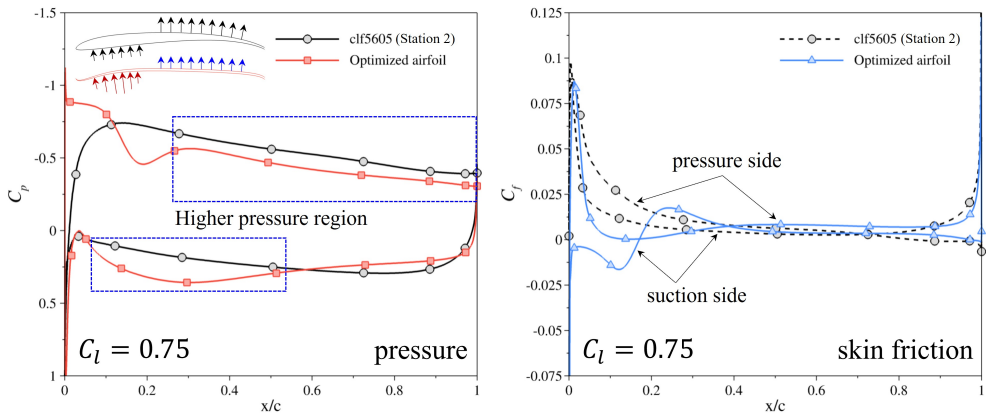 -1.5
-1
-0.5
0
0.5
1
C_p
clf5605 (Station 2)
Optimized airfoil
Higher pressure region
C_l = 0.75
pressure
0
0.2
0.4
0.6
0.8
1
x/c
0.125
0.1
0.075
0.05
0.025
0
-0.025
-0.05
-0.075
C_f
clf5605 (Station 2)
Optimized airfoil
pressure side
suction side
C_l = 0.75
skin friction
0
0.2
0.4
0.6
0.8
1
x/c